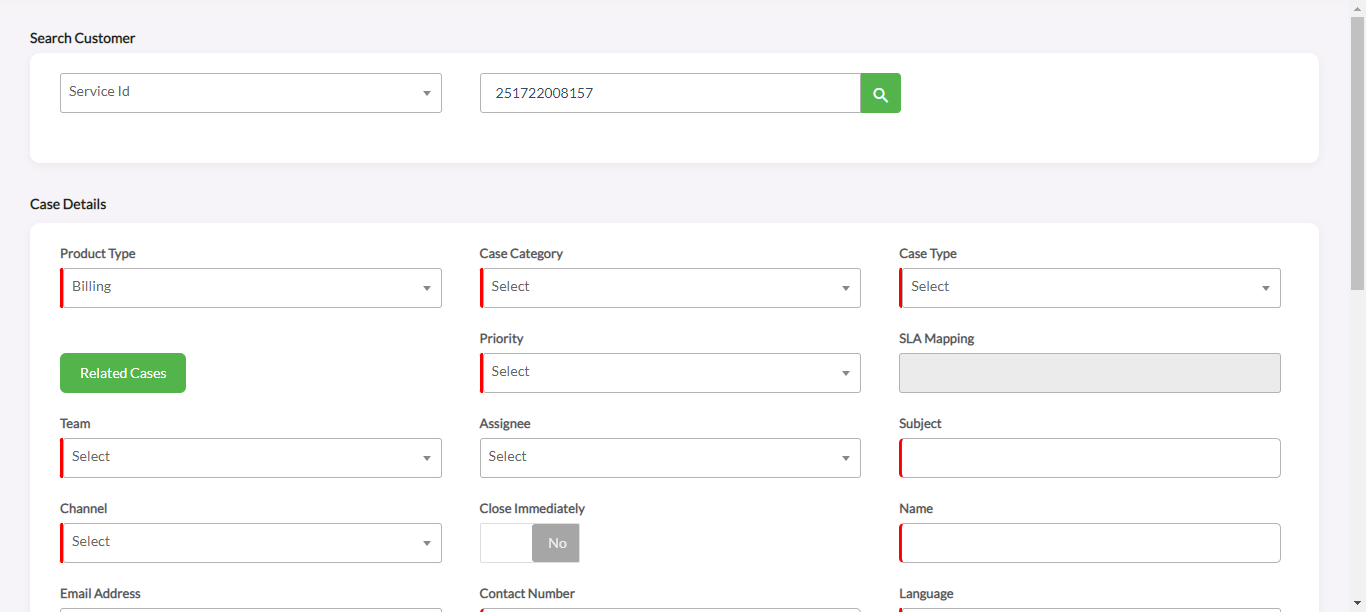 Search Customer
Service Id
251722008157
Case Details
Product Type
Case Category
Case Type
Billing
Select
Select
Priority
SLA Mapping
Related Cases
Select
Team
Assignee
Subject
Select
Select
Channel
Close Immediately
Name
Select
No
Email Address
Contact Number
Language